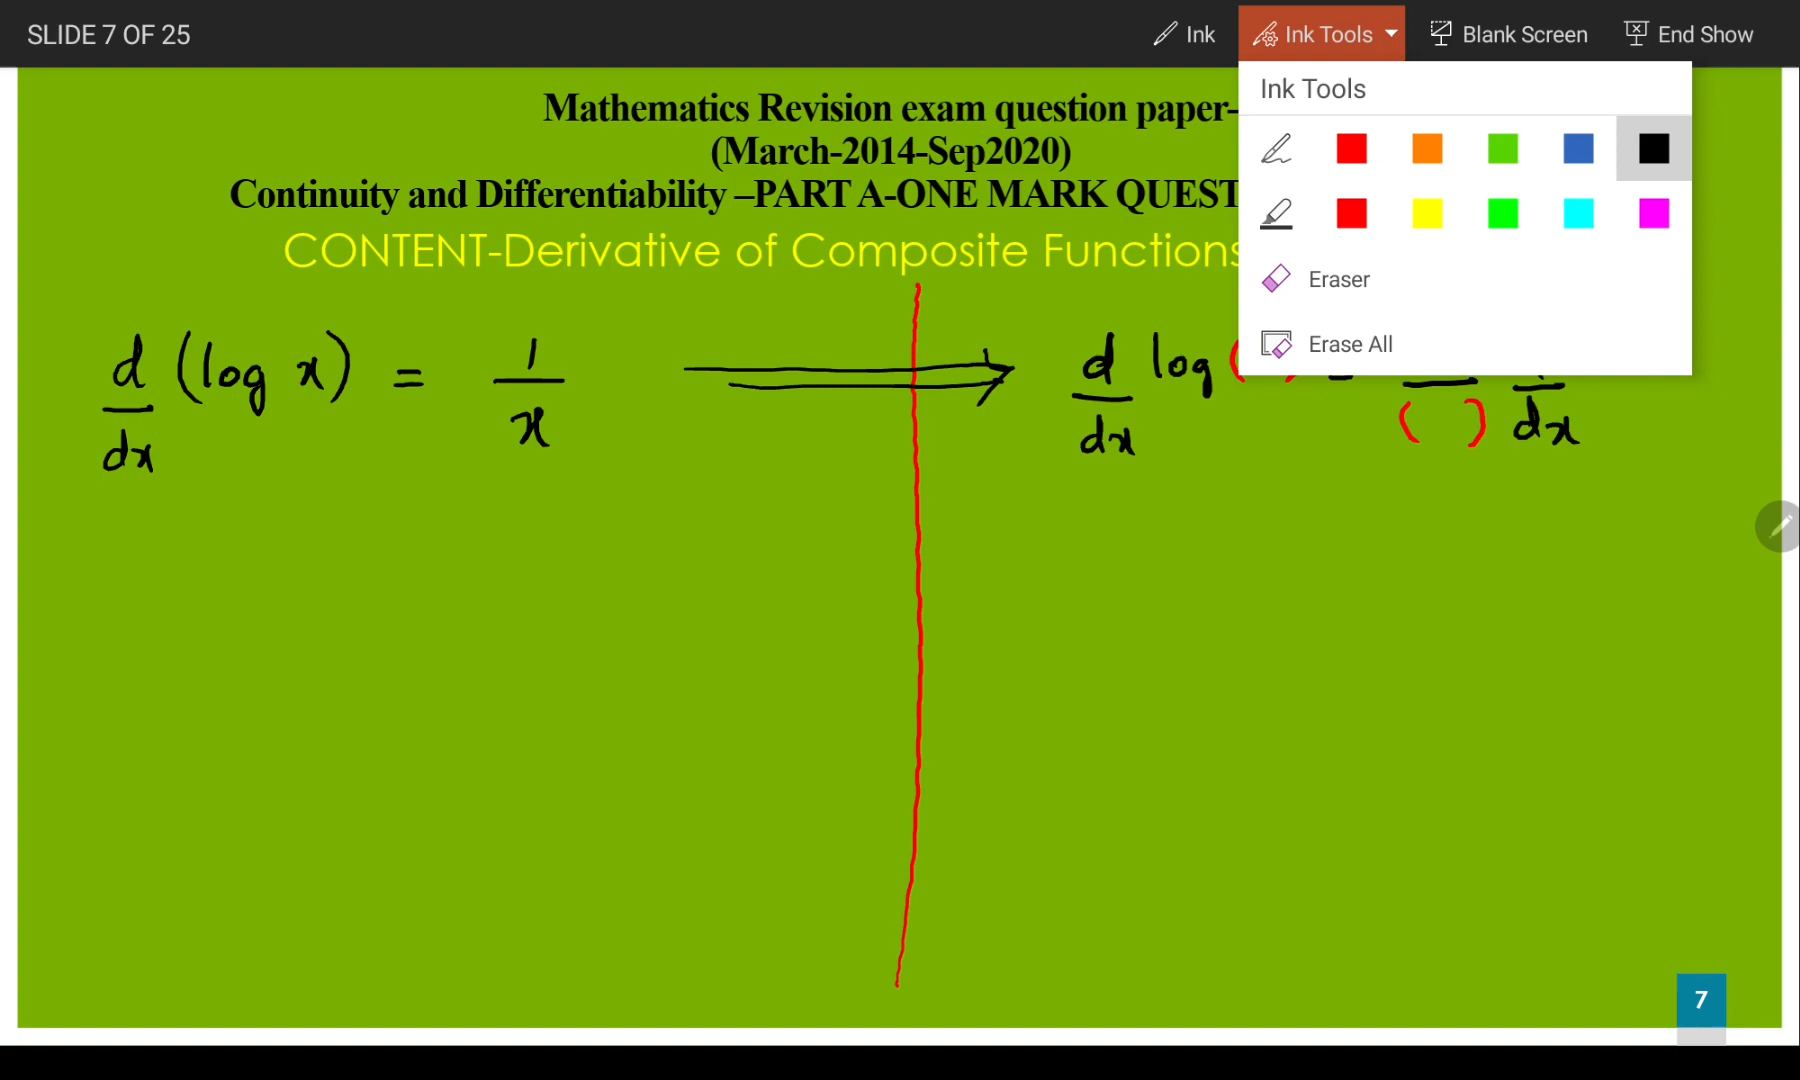 SLIDE 7 OF 25
Ink
Ink Tools
Blank Screen
End Show
Ink Tools
Eraser
Erase All
Mathematics Revision exam question paper-
(March-2014-Sep2020)
Continuity and Differentiability –PART A-ONE MARK QUEST
CONTENT-Derivative of Composite Functions
d/dx (log x) = 1/x ⟹ d/dx log ( ) = /( ) /dx
7